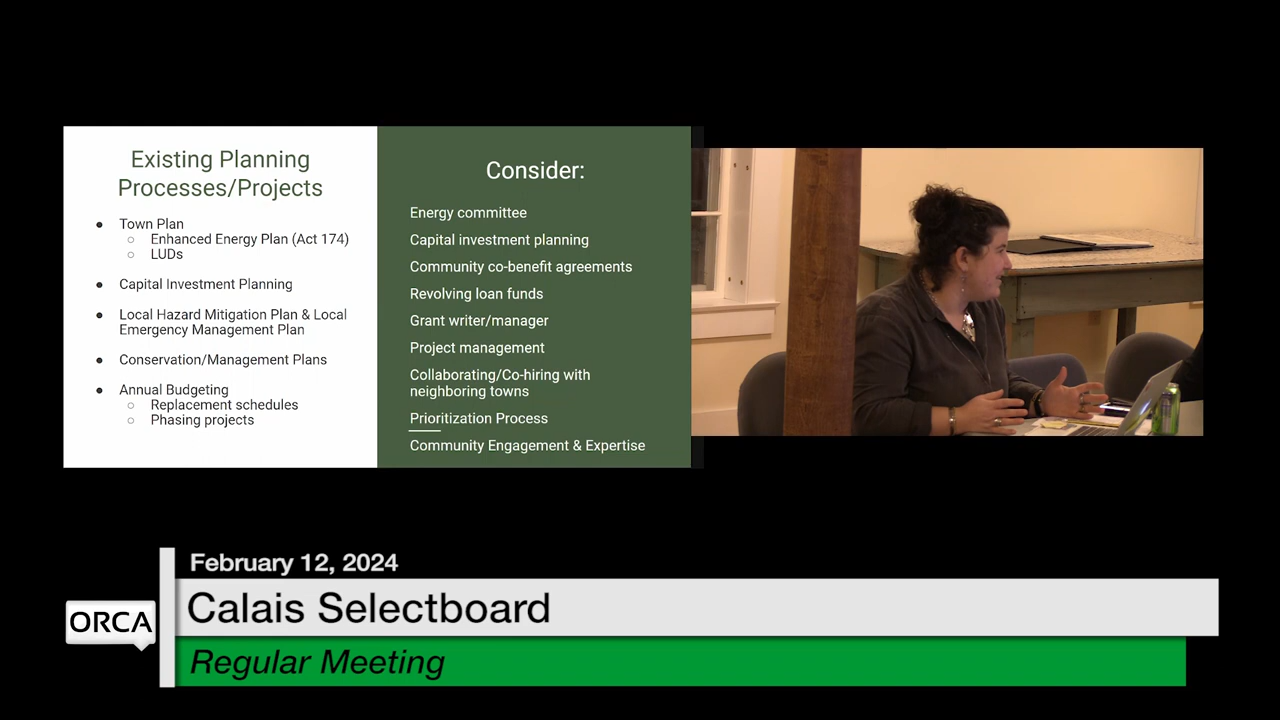 Existing Planning
Processes/Projects
● Town Plan
○ Enhanced Energy Plan (Act 174)
○ LUDs
● Capital Investment Planning
● Local Hazard Mitigation Plan & Local
Emergency Management Plan
● Conservation/Management Plans
● Annual Budgeting
○ Replacement schedules
○ Phasing projects
Consider:
Energy committee
Capital investment planning
Community co-benefit agreements
Revolving loan funds
Grant writer/manager
Project management
Collaborating/Co-hiring with
neighboring towns
Prioritization Process
Community Engagement & Expertise
February 12, 2024
ORCA
Calais Selectboard
Regular Meeting